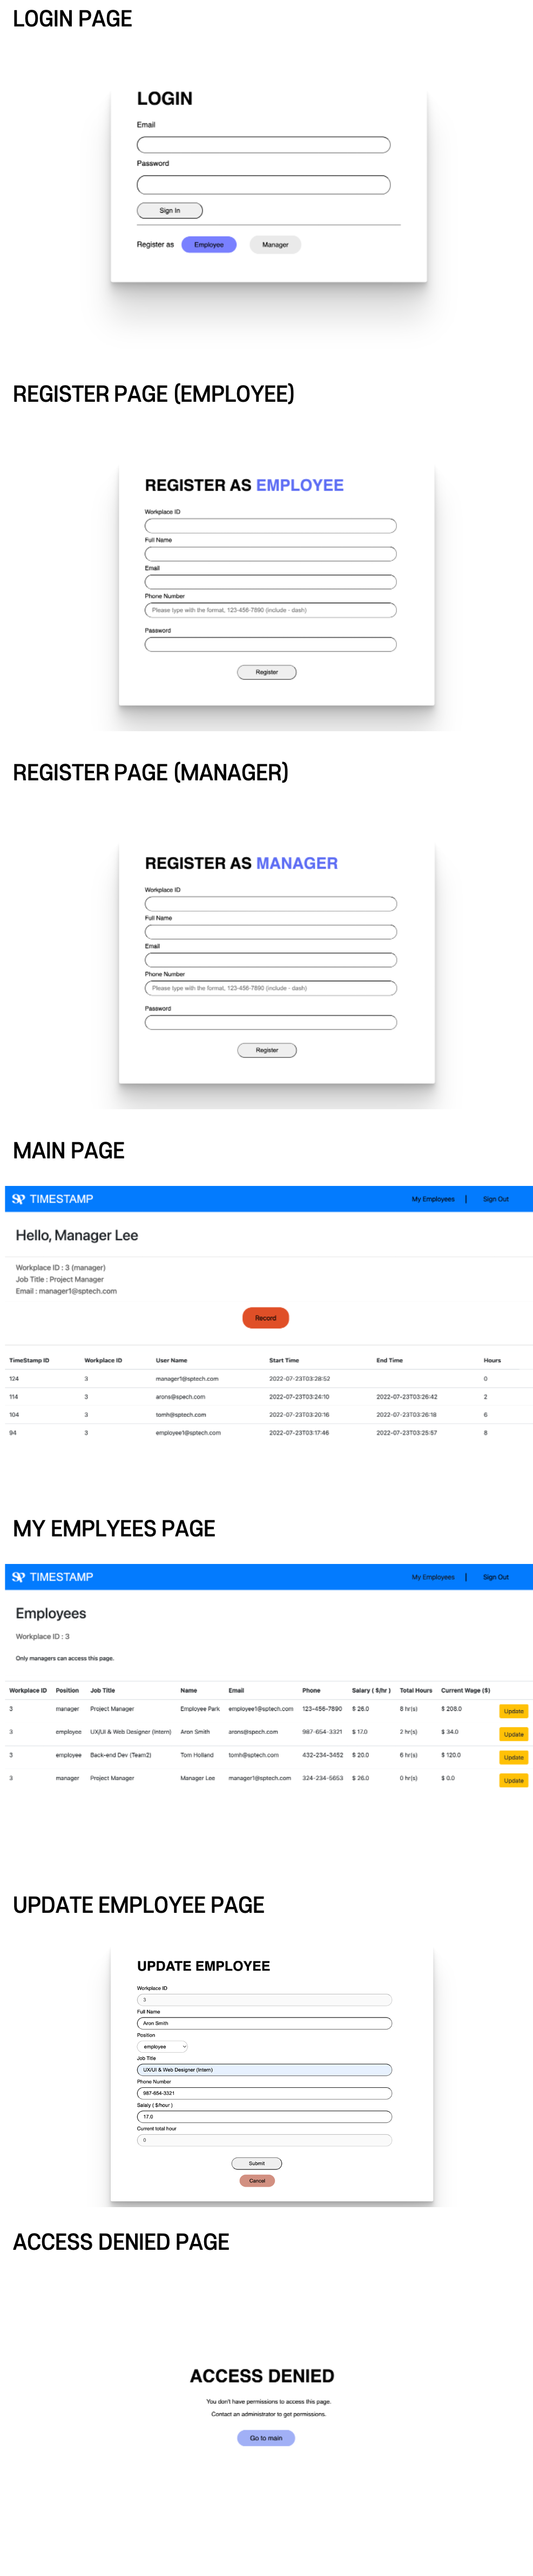 LOGIN PAGE
LOGIN
Email
Password
Sign In
Register as Employee Manager
REGISTER PAGE (EMPLOYEE)
REGISTER AS EMPLOYEE
Workplace ID
Full Name
Email
Phone Number
Please type with the format, 123-456-7890 (include - dash)
Password
Register
REGISTER PAGE (MANAGER)
REGISTER AS MANAGER
Workplace ID
Full Name
Email
Phone Number
Please type with the format, 123-456-7890 (include - dash)
Password
Register
MAIN PAGE
SP TIMESTAMP My Employees | Sign Out
Hello, Manager Lee
Workplace ID : 3 (manager)
Job Title : Project Manager
Email : manager1@sptech.com
Record
TimeStamp ID Workplace ID User Name Start Time End Time Hours
124 3 manager1@sptech.com 2022-07-23T03:28:52 0
114 3 arons@spech.com 2022-07-23T03:24:10 2022-07-23T03:26:42 2
104 3 tomh@sptech.com 2022-07-23T03:20:16 2022-07-23T03:26:18 6
94 3 employee1@sptech.com 2022-07-23T03:17:46 2022-07-23T03:25:57 8
MY EMPLYEES PAGE
SP TIMESTAMP My Employees | Sign Out
Employees
Workplace ID : 3
Only managers can access this page.
Workplace ID Position Job Title Name Email Phone Salary ( $/hr ) Total Hours Current Wage ($)
3 manager Project Manager Employee Park employee1@sptech.com 123-456-7890 $ 26.0 8 hr(s) $ 208.0 Update
3 employee UX/UI & Web Designer (Intern) Aron Smith arons@spech.com 987-654-3321 $ 17.0 2 hr(s) $ 34.0 Update
3 employee Back-end Dev (Team2) Tom Holland tomh@sptech.com 432-234-3452 $ 20.0 6 hr(s) $ 120.0 Update
3 manager Project Manager Manager Lee manager1@sptech.com 324-234-5653 $ 26.0 0 hr(s) $ 0.0 Update
UPDATE EMPLOYEE PAGE
UPDATE EMPLOYEE
Workplace ID
3
Full Name
Aron Smith
Position
employee
Job Title
UX/UI & Web Designer (Intern)
Phone Number
987-654-3321
Salaly ( $/hour )
17.0
Current total hour
0
Submit
Cancel
ACCESS DENIED PAGE
ACCESS DENIED
You don't have permissions to access this page.
Contact an administrator to get permissions.
Go to main